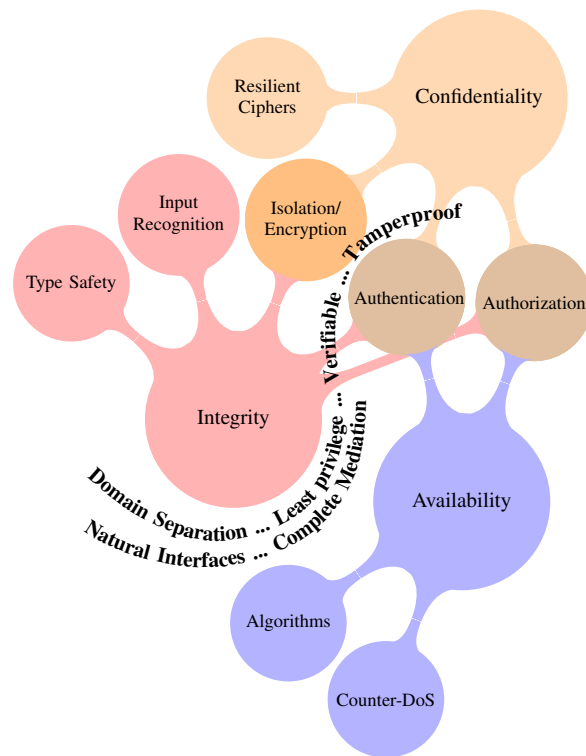 Resilient
Ciphers
Confidentiality
Input
Recognition
Isolation/
Encryption
Type Safety
Authentication
Authorization
Integrity
Domain Separation ... Least privilege ... Verifiable ... Tamperproof
Natural Interfaces ... Complete Mediation
Availability
Algorithms
Counter-DoS